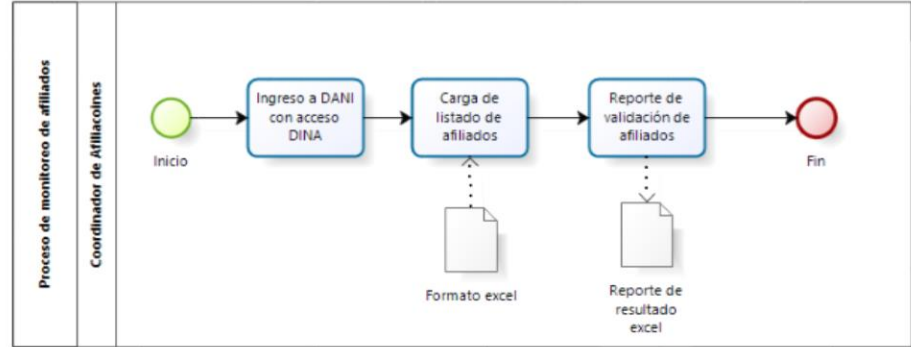 Proceso de monitoreo de afiliados
Coordinador de Afiliacoines
Inicio
Ingreso a DANI
con acceso
DINA
Carga de
listado de
afiliados
Reporte de
validación de
afiliados
Fin
Formato excel
Reporte de
resultado
excel